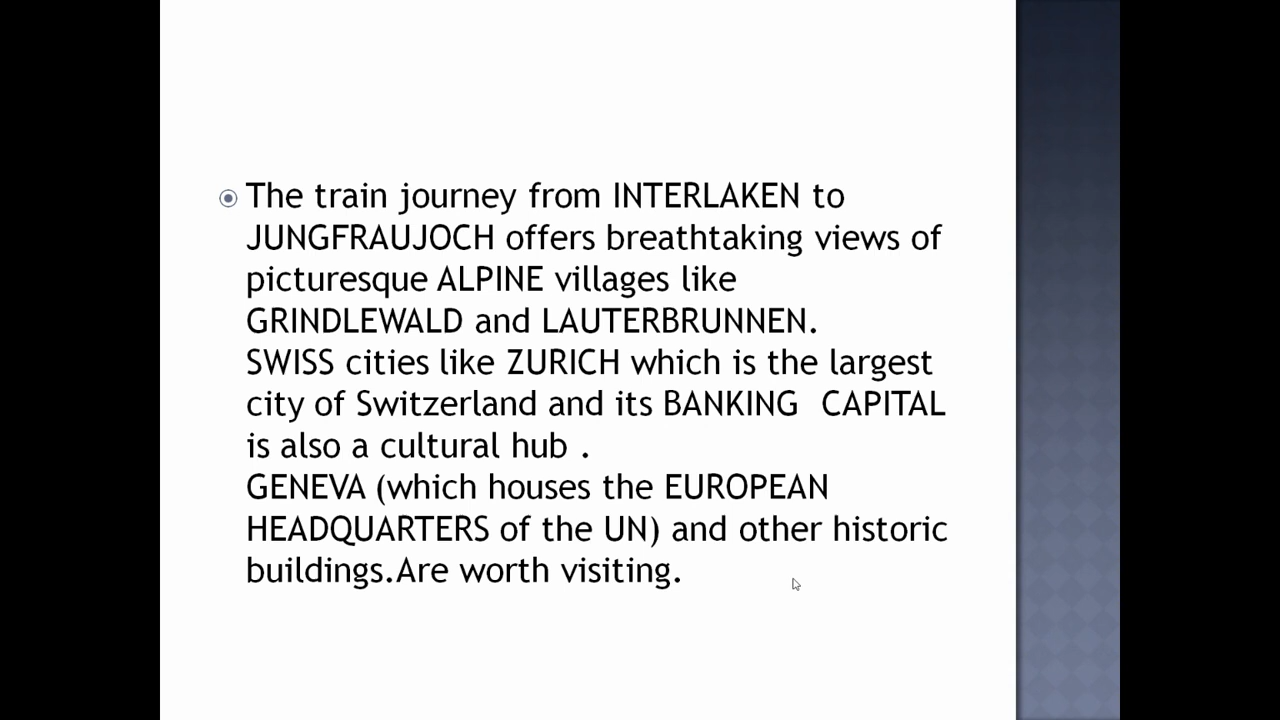 The train journey from INTERLAKEN to
JUNGFRAUJOCH offers breathtaking views of
picturesque ALPINE villages like
GRINDLEWALD and LAUTERBRUNNEN.
SWISS cities like ZURICH which is the largest
city of Switzerland and its BANKING  CAPITAL
is also a cultural hub .
GENEVA (which houses the EUROPEAN
HEADQUARTERS of the UN) and other historic
buildings.Are worth visiting.